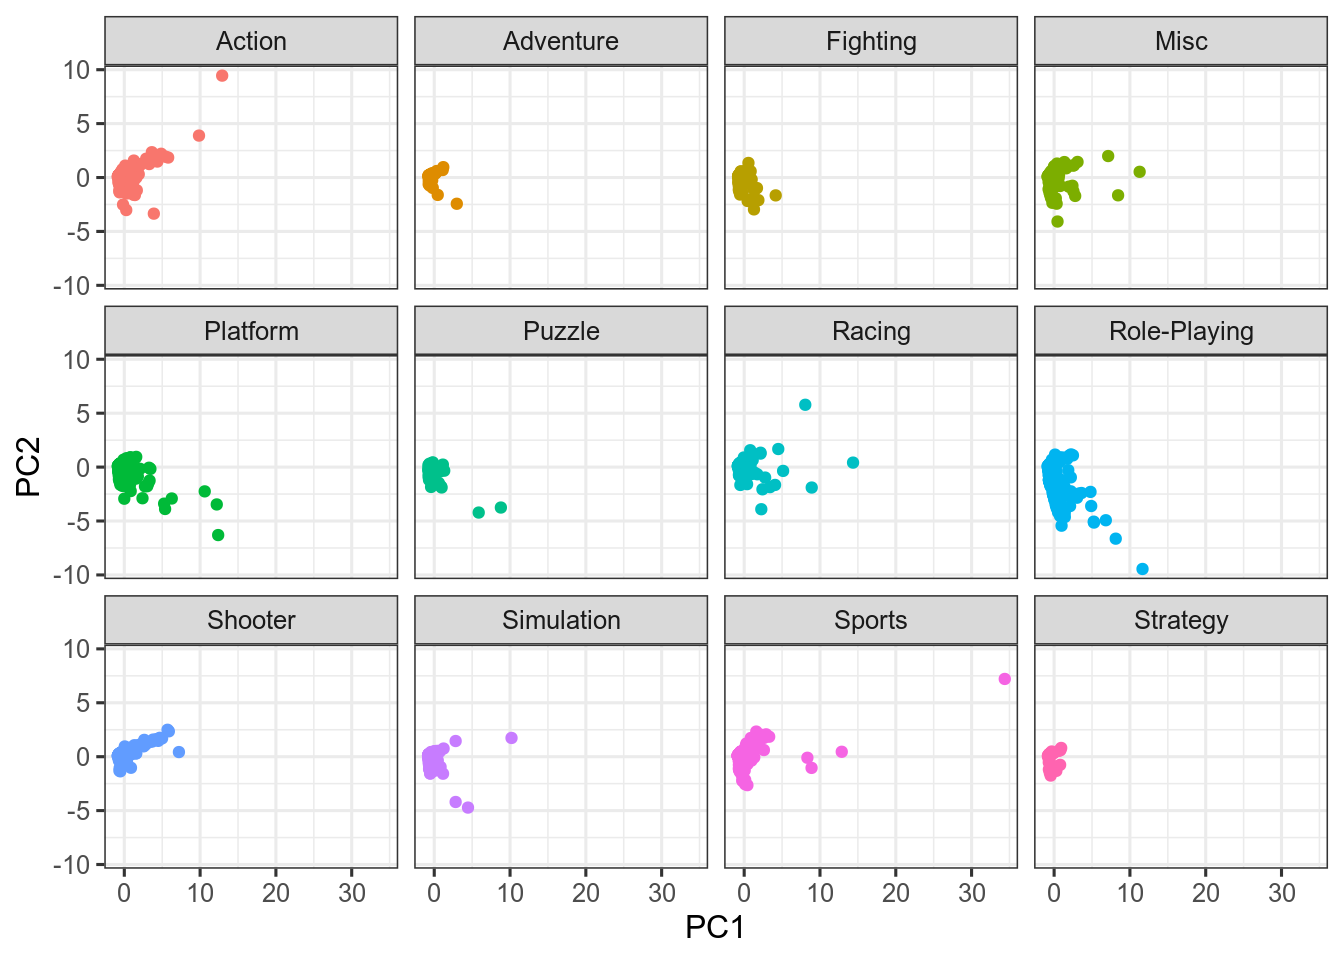 Action Adventure Fighting Misc
10
5
0
-5
-10
Platform Puzzle Racing Role-Playing
10
5
0
-5
-10
PC2
Shooter Simulation Sports Strategy
10
5
0
-5
-10
0 10 20 30 0 10 20 30 0 10 20 30 0 10 20 30
PC1